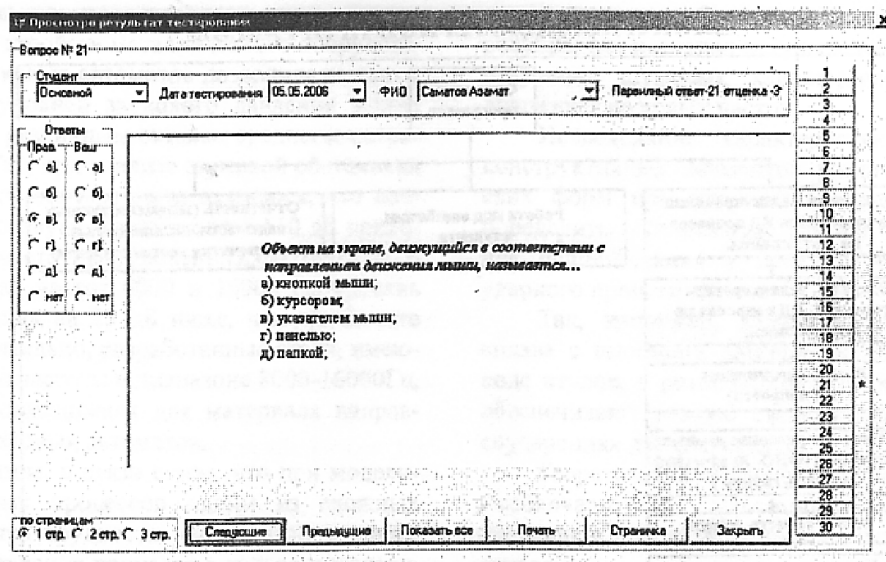 Просмотра результат тестирования
Вопрос № 21
Студент
Основной Дата тестирования 05.05.2006 ФИО Саматов Азамат Парвилный ответ-21 отценка -3
Ответы
Прав. Ваш
а). а).
б). б).
в). в).
г). г).
д). д).
нет нет
Объект на экране, движущийся в соответствии с
направлением движения мыши, называется...
а) кнопкой мыши;
б) курсором;
в) указателем мыши;
г) панелью;
д) папкой;
1
2
3
4
5
6
7
8
9
10
11
12
13
14
15
16
17
18
19
20
21 *
22
23
24
25
26
27
28
29
30
по страницам
1 стр. 2 стр. 3 стр.
Следующие Предыдущие Показать все Печать Страничка Закрыть